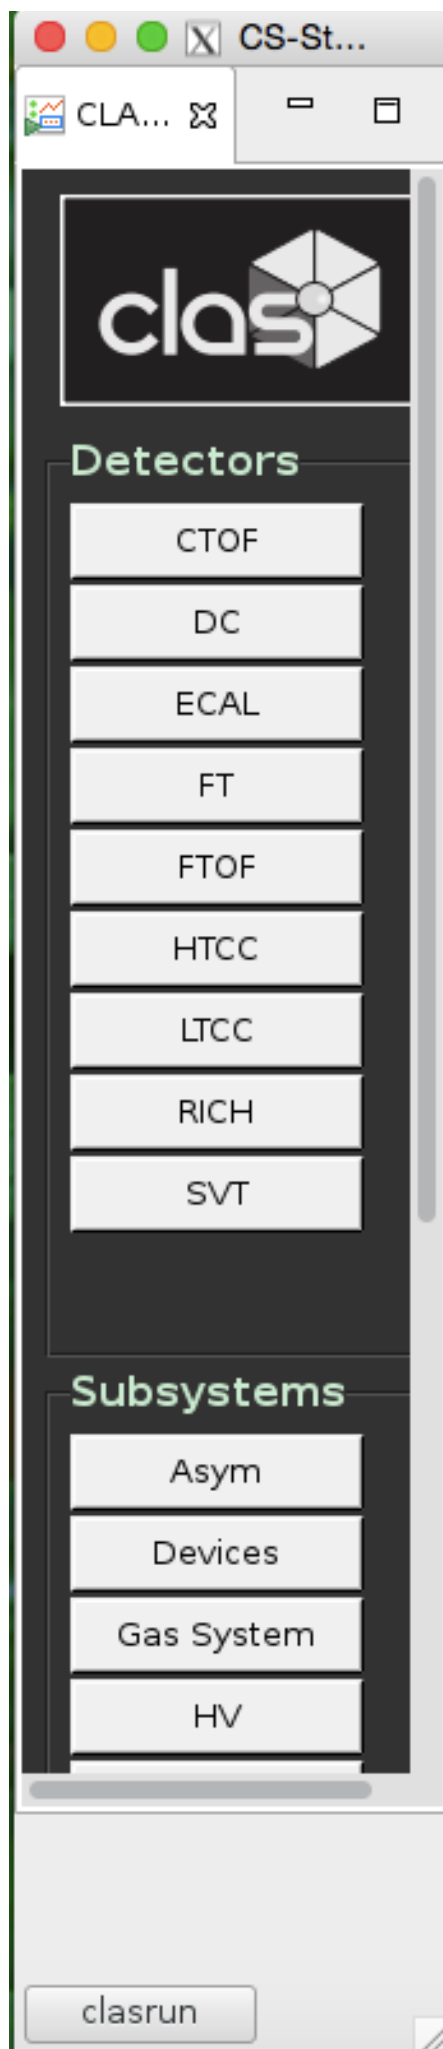 CS-St...
CLA...
clas
Detectors
CTOF
DC
ECAL
FT
FTOF
HTCC
LTCC
RICH
SVT
Subsystems
Asym
Devices
Gas System
HV
clasrun